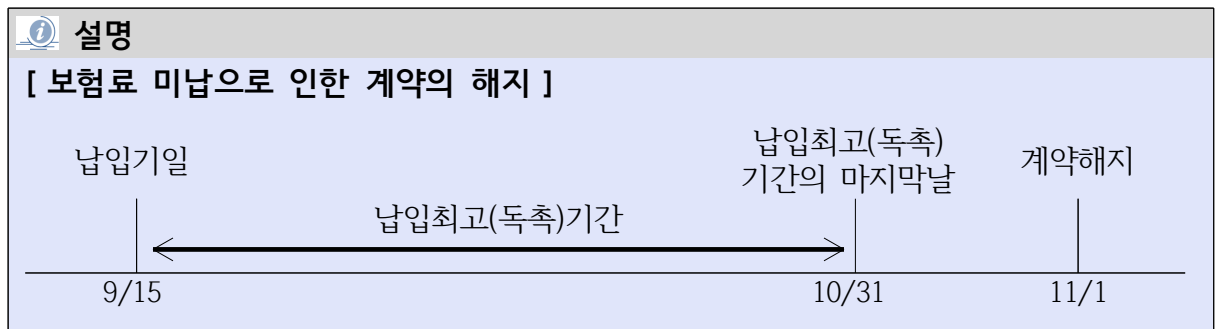 설명
[ 보험료 미납으로 인한 계약의 해지 ]
납입기일
납입최고(독촉)
기간의 마지막날
계약해지
납입최고(독촉)기간
9/15
10/31
11/1